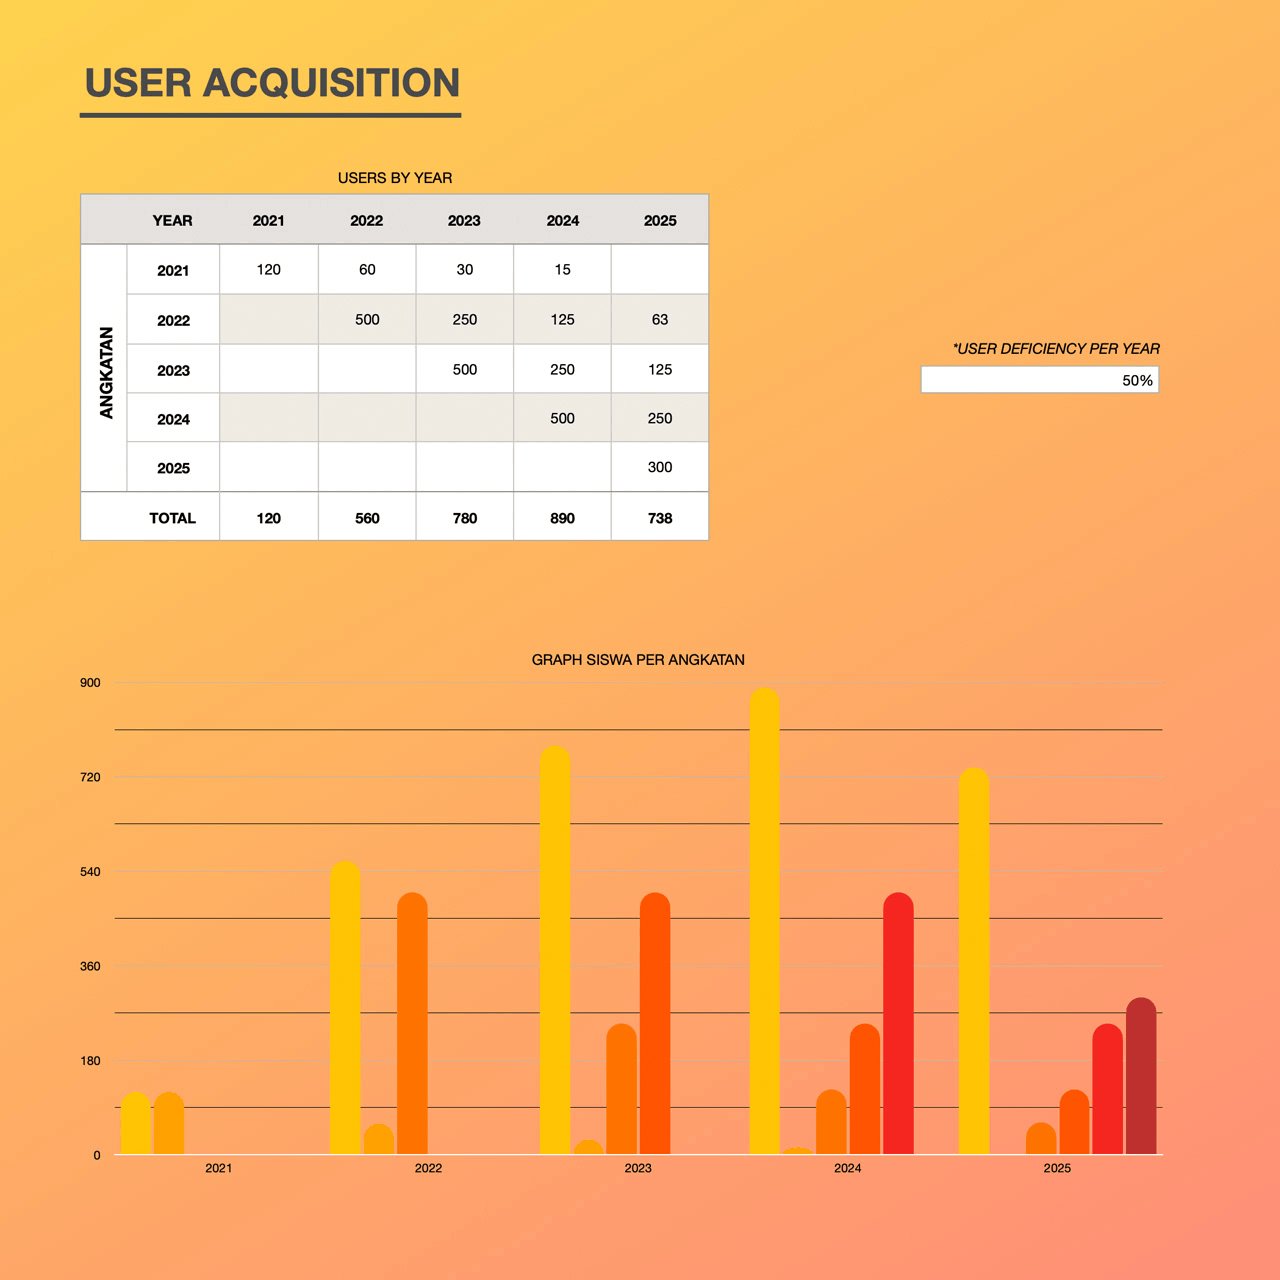 USER ACQUISITION
USERS BY YEAR
YEAR 2021 2022 2023 2024 2025
ANGKATAN
2021 120 60 30 15
2022 500 250 125 63
2023 500 250 125
2024 500 250
2025 300
TOTAL 120 560 780 890 738
*USER DEFICIENCY PER YEAR
50%
GRAPH SISWA PER ANGKATAN
900
720
540
360
180
0
2021 2022 2023 2024 2025